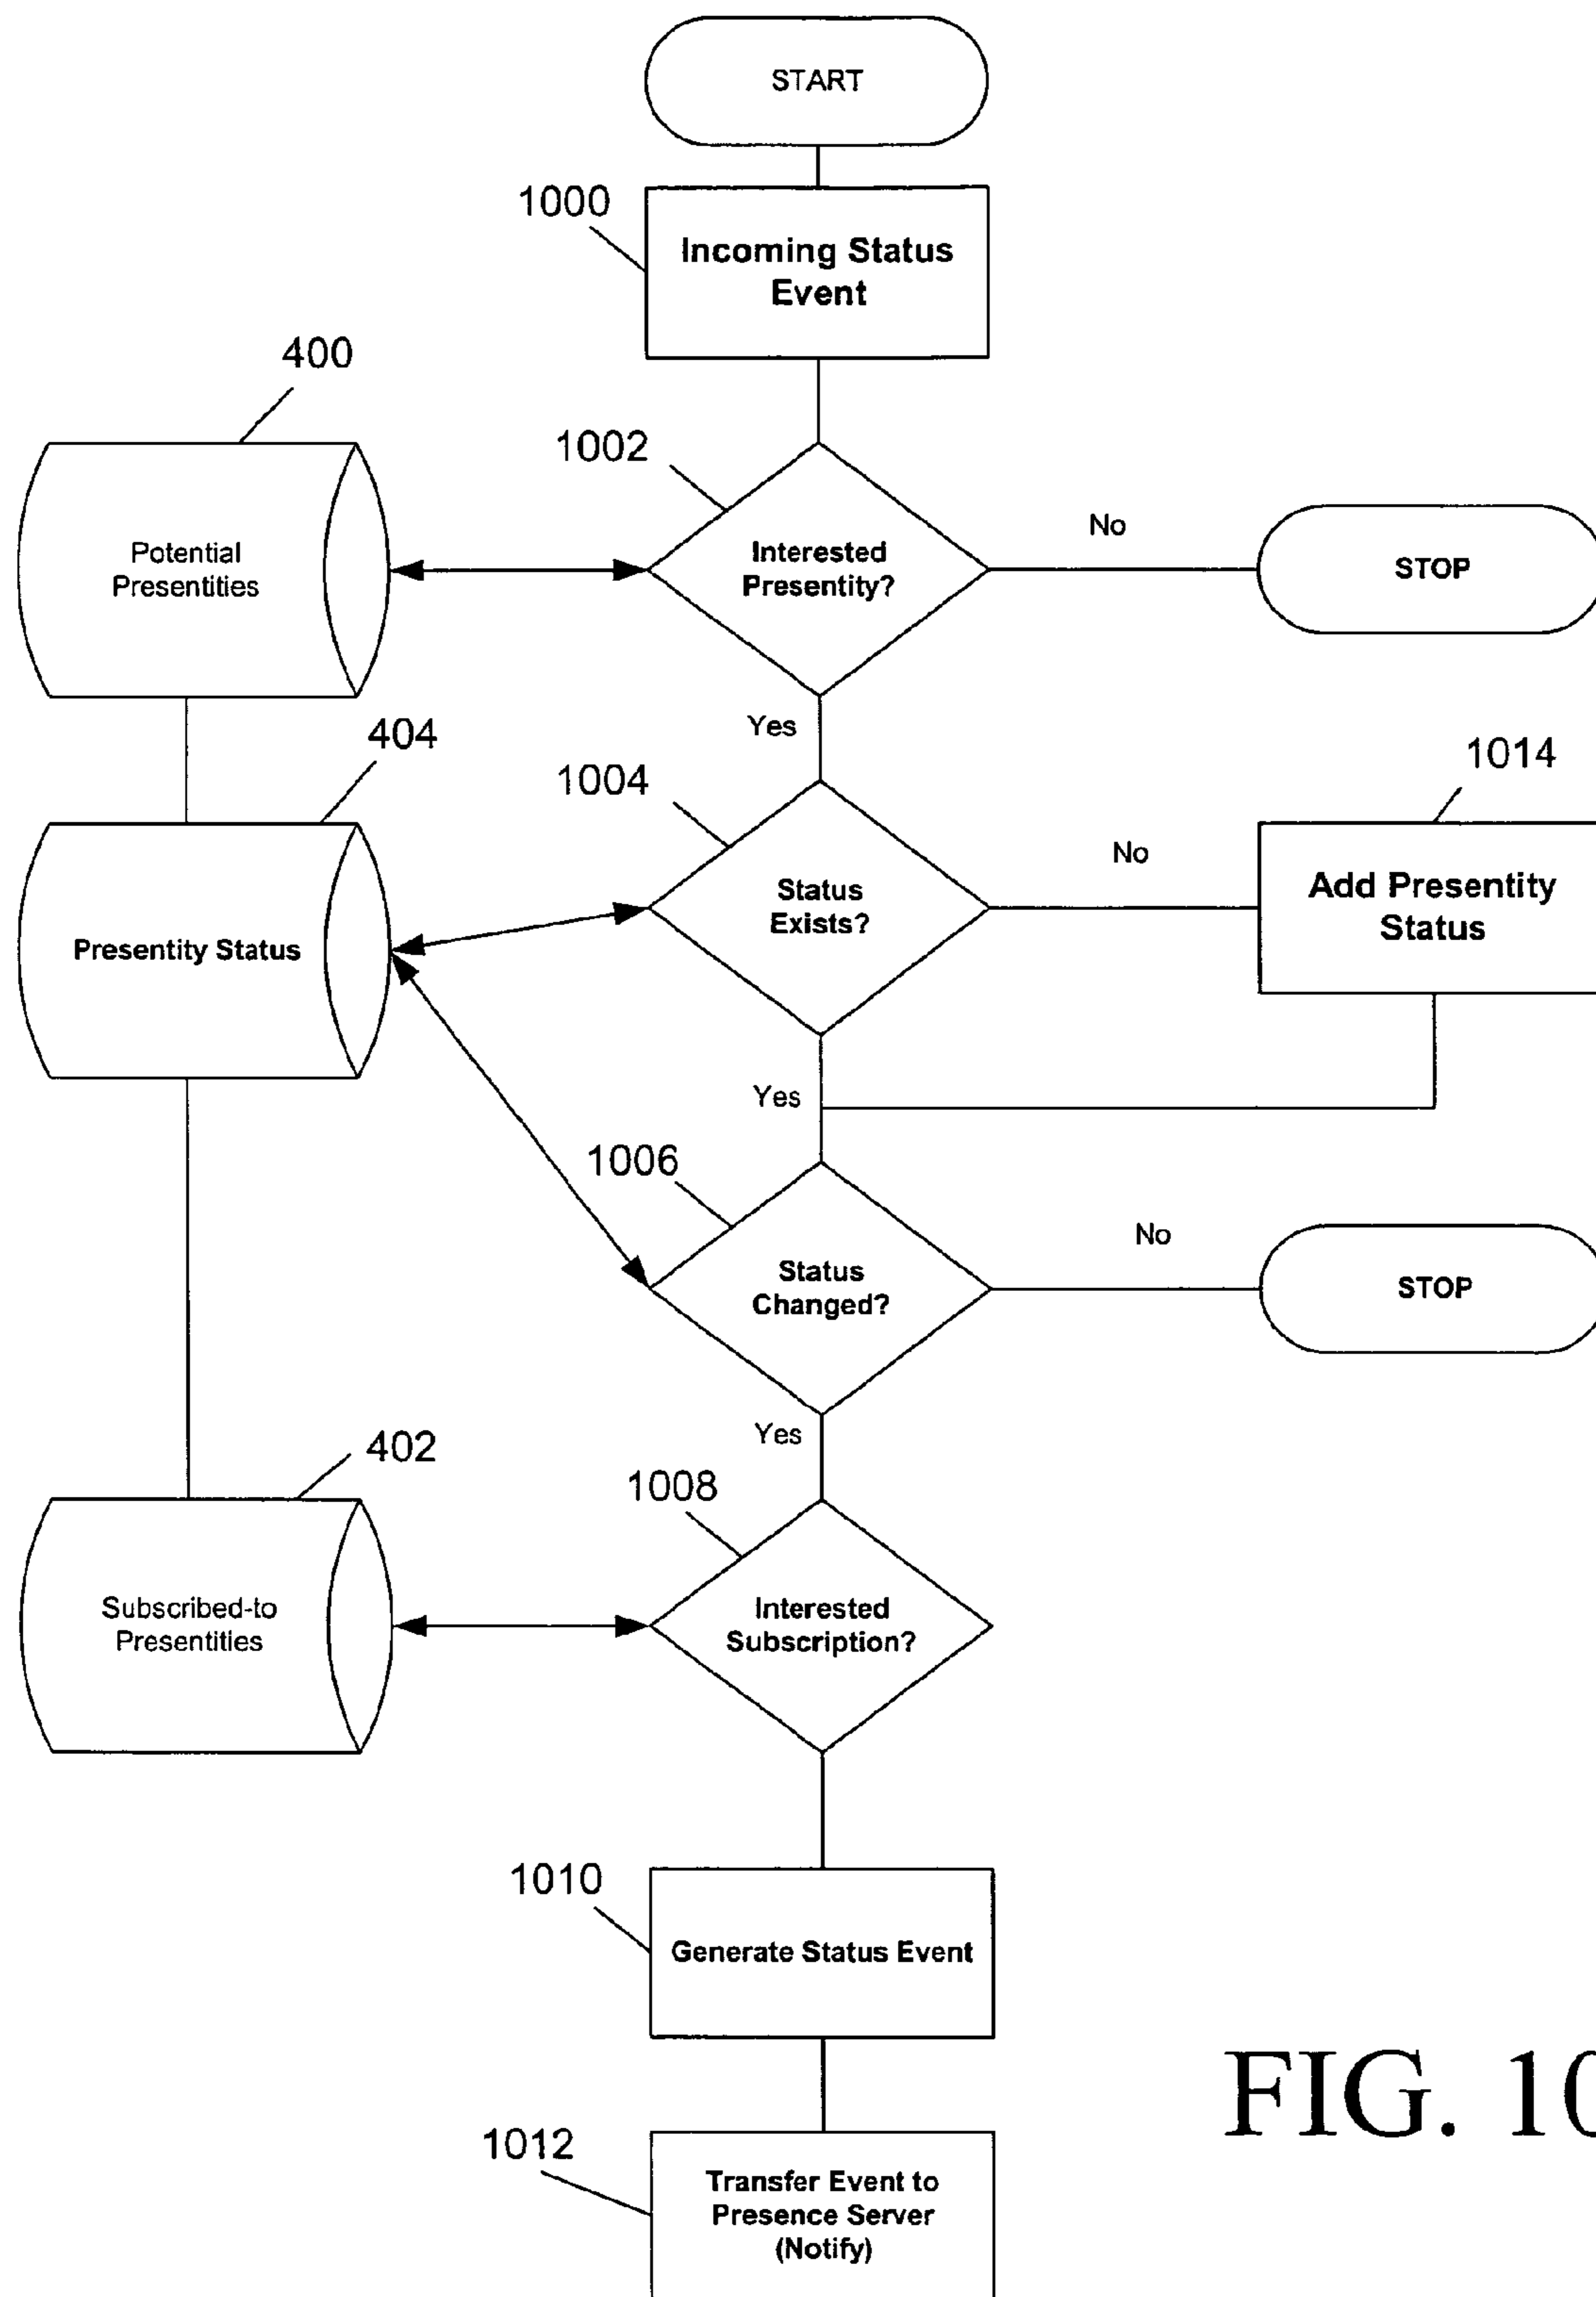 START
1000
Incoming Status
Event
400
1002
Potential
Presentities
Interested
Presentity?
No
STOP
Yes
404
1004
1014
Presentity Status
Status
Exists?
No
Add Presentity
Status
Yes
1006
Status
Changed?
No
STOP
Yes
402
1008
Subscribed-to
Presentities
Interested
Subscription?
1010
Generate Status Event
1012
Transfer Event to
Presence Server
(Notify)
FIG. 10